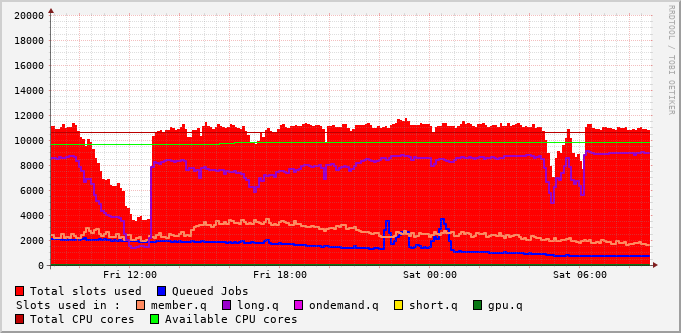 20000
18000
16000
14000
12000
10000
8000
6000
4000
2000
0
Fri 12:00 Fri 18:00 Sat 00:00 Sat 06:00
RRDTOOL / TOBI OETIKER
Total slots used Queued Jobs
Slots used in : member.q long.q ondemand.q short.q gpu.q
Total CPU cores Available CPU cores